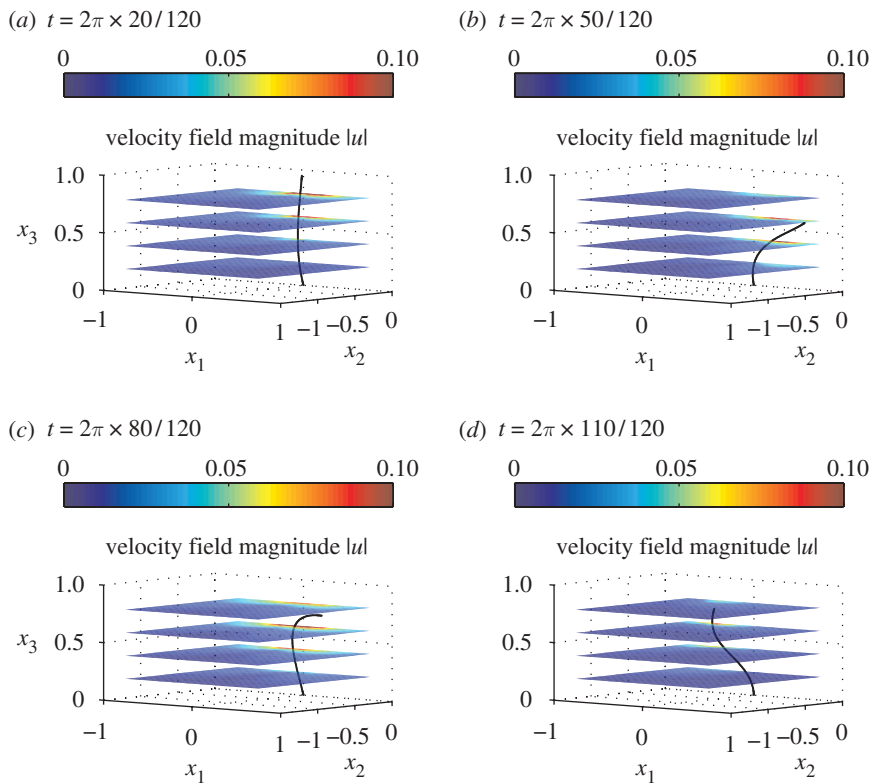 (a) t = 2π × 20/120
0 0.05 0.10
velocity field magnitude |u|
1.0
x3 0.5
0
−1 0 1 −1 −0.5 0
x1 x2
(b) t = 2π × 50/120
0 0.05 0.10
velocity field magnitude |u|
1.0
0.5
0
−1 0 1 −1 −0.5 0
x1 x2
(c) t = 2π × 80/120
0 0.05 0.10
velocity field magnitude |u|
1.0
x3 0.5
0
−1 0 1 −1 −0.5 0
x1 x2
(d) t = 2π × 110/120
0 0.05 0.10
velocity field magnitude |u|
1.0
0.5
0
−1 0 1 −1 −0.5 0
x1 x2